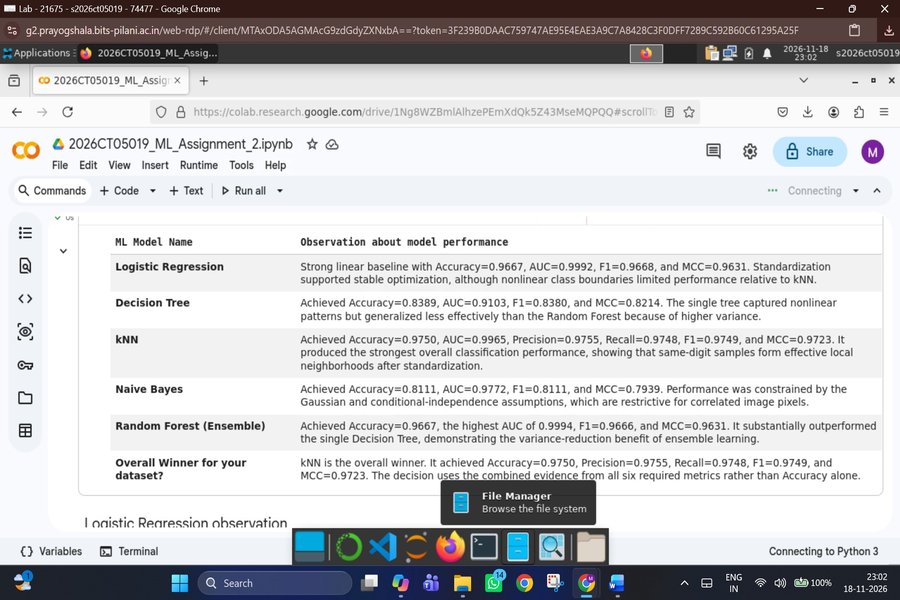 Lab - 21675 - s2026ct05019 - 74477 - Google Chrome
g2.prayogshala.bits-pilani.ac.in/web-rdp/#/client/MTAxODA5AGMAcG9zdGdyZXNxbA==?token=3F239B0DAAC759747AE95E4EAE3A9C7A8428C3F0DFF7289C592B60C61295A25F
Applications
2026CT05019_ML_Assig...
2026-11-18
23:02
s2026ct05019
2026CT05019_ML_Assign
https://colab.research.google.com/drive/1Ng8WZBmlAlhzePEmXdQk5Z43MseMQPQQ#scrollTo
2026CT05019_ML_Assignment_2.ipynb
File Edit View Insert Runtime Tools Help
Share
M
Commands + Code + Text Run all
Connecting
0s
ML Model Name Observation about model performance
Logistic Regression Strong linear baseline with Accuracy=0.9667, AUC=0.9992, F1=0.9668, and MCC=0.9631. Standardization
supported stable optimization, although nonlinear class boundaries limited performance relative to kNN.
Decision Tree Achieved Accuracy=0.8389, AUC=0.9103, F1=0.8380, and MCC=0.8214. The single tree captured nonlinear
patterns but generalized less effectively than the Random Forest because of higher variance.
kNN Achieved Accuracy=0.9750, AUC=0.9965, Precision=0.9755, Recall=0.9748, F1=0.9749, and MCC=0.9723. It
produced the strongest overall classification performance, showing that same-digit samples form effective local
neighborhoods after standardization.
Naive Bayes Achieved Accuracy=0.8111, AUC=0.9772, F1=0.8111, and MCC=0.7939. Performance was constrained by the
Gaussian and conditional-independence assumptions, which are restrictive for correlated image pixels.
Random Forest (Ensemble) Achieved Accuracy=0.9667, the highest AUC of 0.9994, F1=0.9666, and MCC=0.9631. It substantially outperformed
the single Decision Tree, demonstrating the variance-reduction benefit of ensemble learning.
Overall Winner for your kNN is the overall winner. It achieved Accuracy=0.9750, Precision=0.9755, Recall=0.9748, F1=0.9749, and
dataset? MCC=0.9723. The decision uses the combined evidence from all six required metrics rather than Accuracy alone.
File Manager
Browse the file system
Logistic Regression observation
Variables Terminal
Connecting to Python 3
Search
14
ENG
IN
100%
23:02
18-11-2026